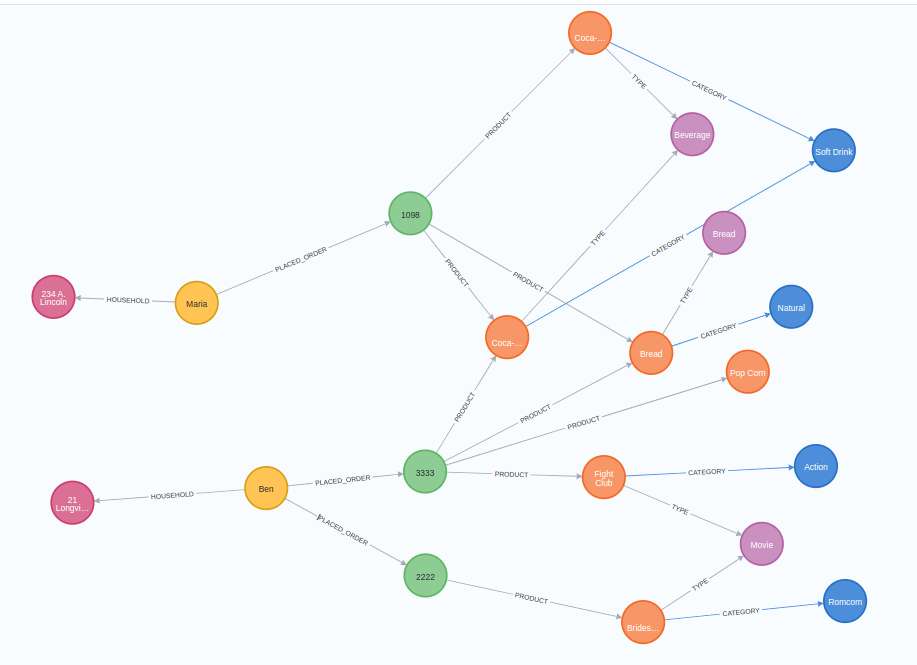 Coca-...
TYPE
CATEGORY
PRODUCT
Beverage
Soft Drink
1098
PLACED_ORDER
PRODUCT
PRODUCT
TYPE
CATEGORY
Bread
234 A.
Lincoln
HOUSEHOLD
Maria
TYPE
Natural
Coca-...
Bread
CATEGORY
Pop Corn
PRODUCT
PRODUCT
PRODUCT
3333
PRODUCT
Fight
Club
CATEGORY
Action
21
Longvi...
HOUSEHOLD
Ben
PLACED_ORDER
PLACED_ORDER
TYPE
Movie
2222
PRODUCT
TYPE
Brides...
CATEGORY
Romcom